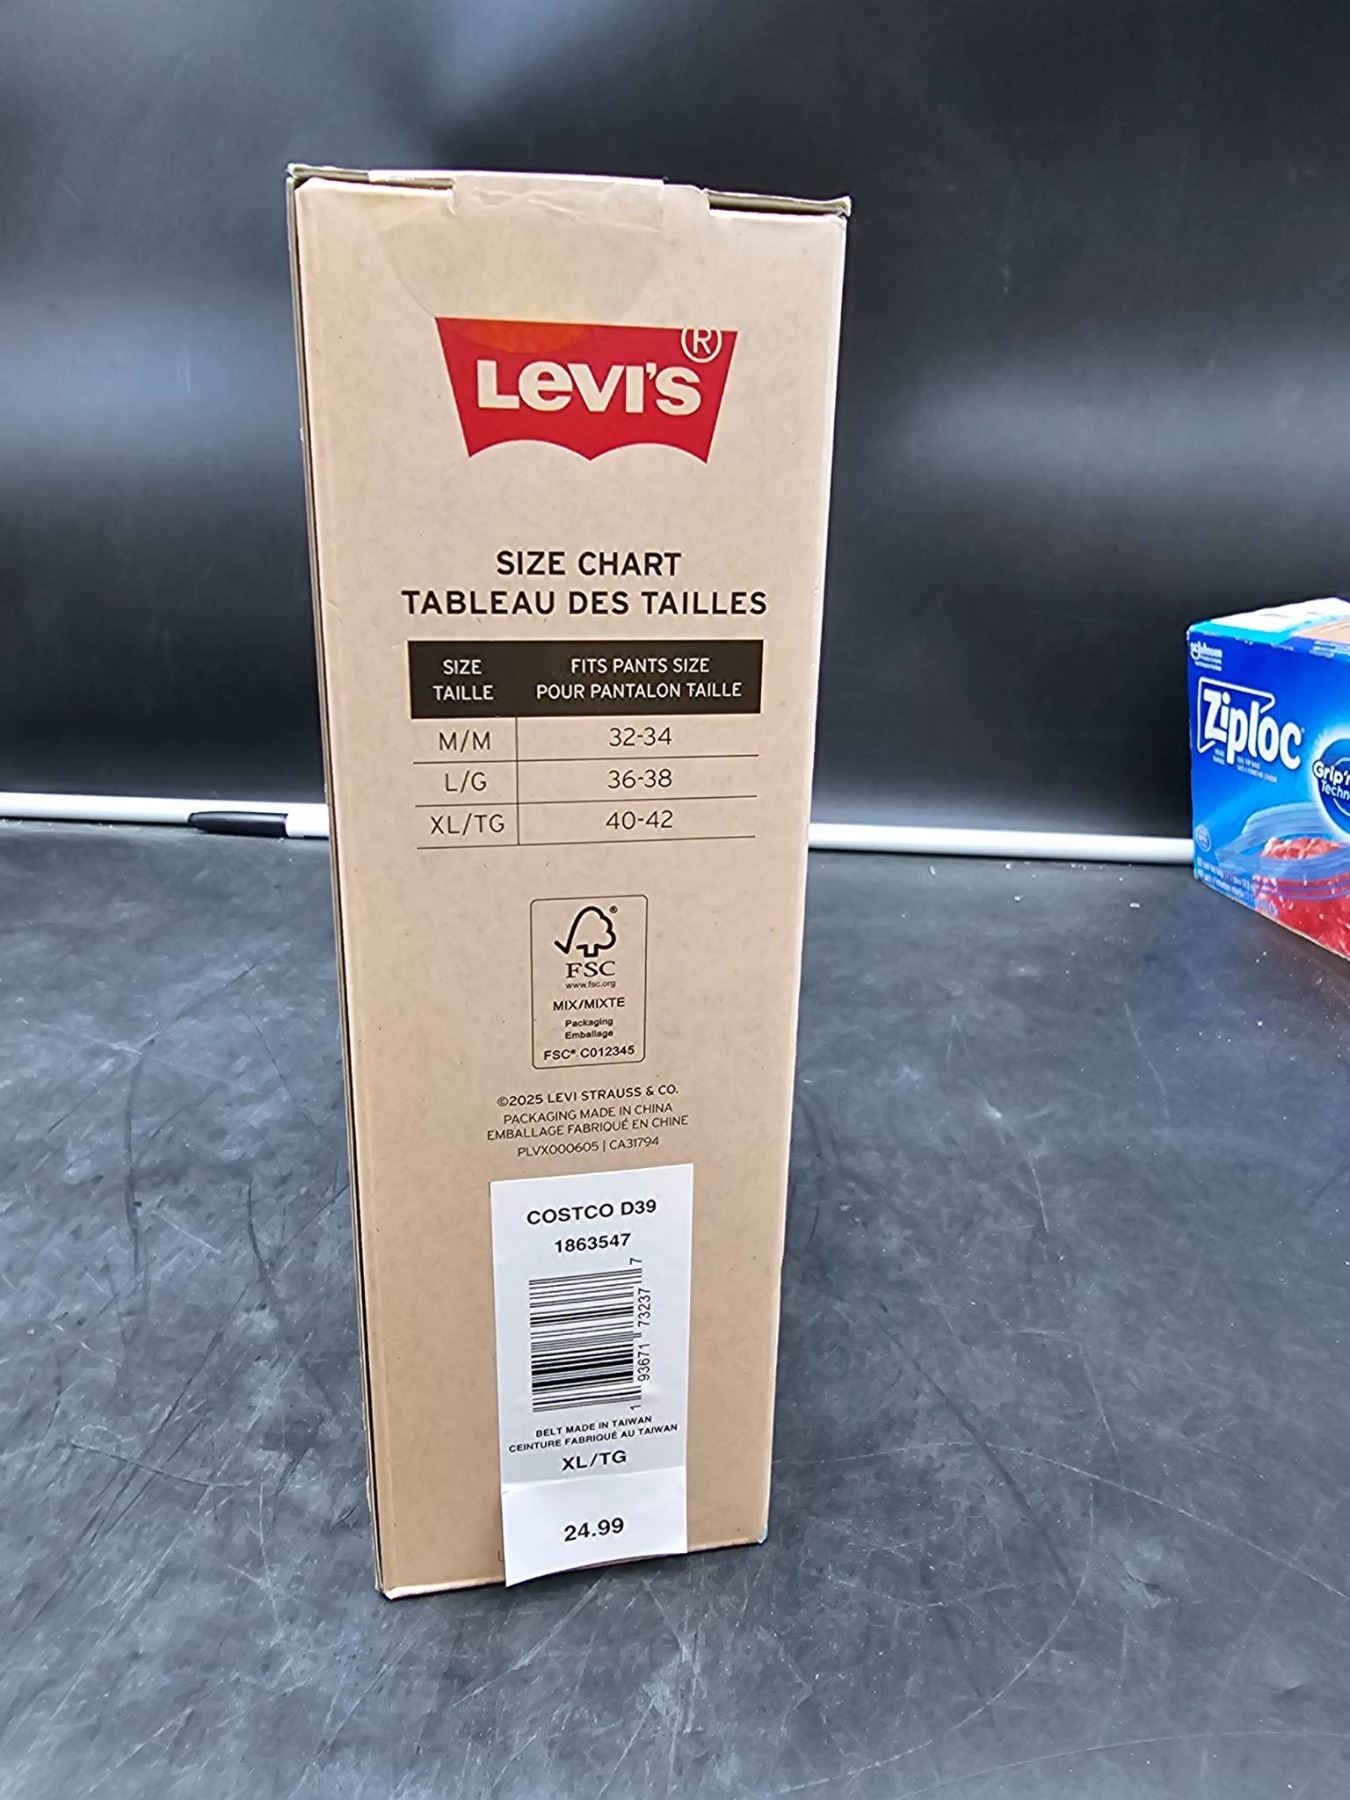 LEVI'S®
SIZE CHART
TABLEAU DES TAILLES
SIZE FITS PANTS SIZE
TAILLE POUR PANTALON TAILLE
M/M 32-34
L/G 36-38
XL/TG 40-42
FSC®
www.fsc.org
MIX/MIXTE
Packaging
Emballage
FSC® C012345
©2025 LEVI STRAUSS & CO.
PACKAGING MADE IN CHINA
EMBALLAGE FABRIQUÉ EN CHINE
PLVX000605 | CA31794
COSTCO D39
1863547
1 93671 73237 7
BELT MADE IN TAIWAN
CEINTURE FABRIQUÉ AU TAIWAN
XL/TG
24.99
Ziploc®
Grip'n
Techn